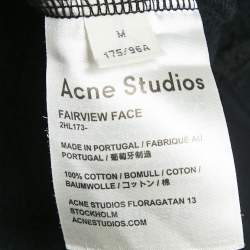 M
175/96A
Acne Studios
FAIRVIEW FACE
2HL173-
MADE IN PORTUGAL / FABRIQUE AU
PORTUGAL / 葡萄牙制造
100% COTTON / BOMULL / COTON /
BAUMWOLLE / コットン / 棉
ACNE STUDIOS FLORAGATAN 13
STOCKHOLM
ACNESTUDIOS.COM